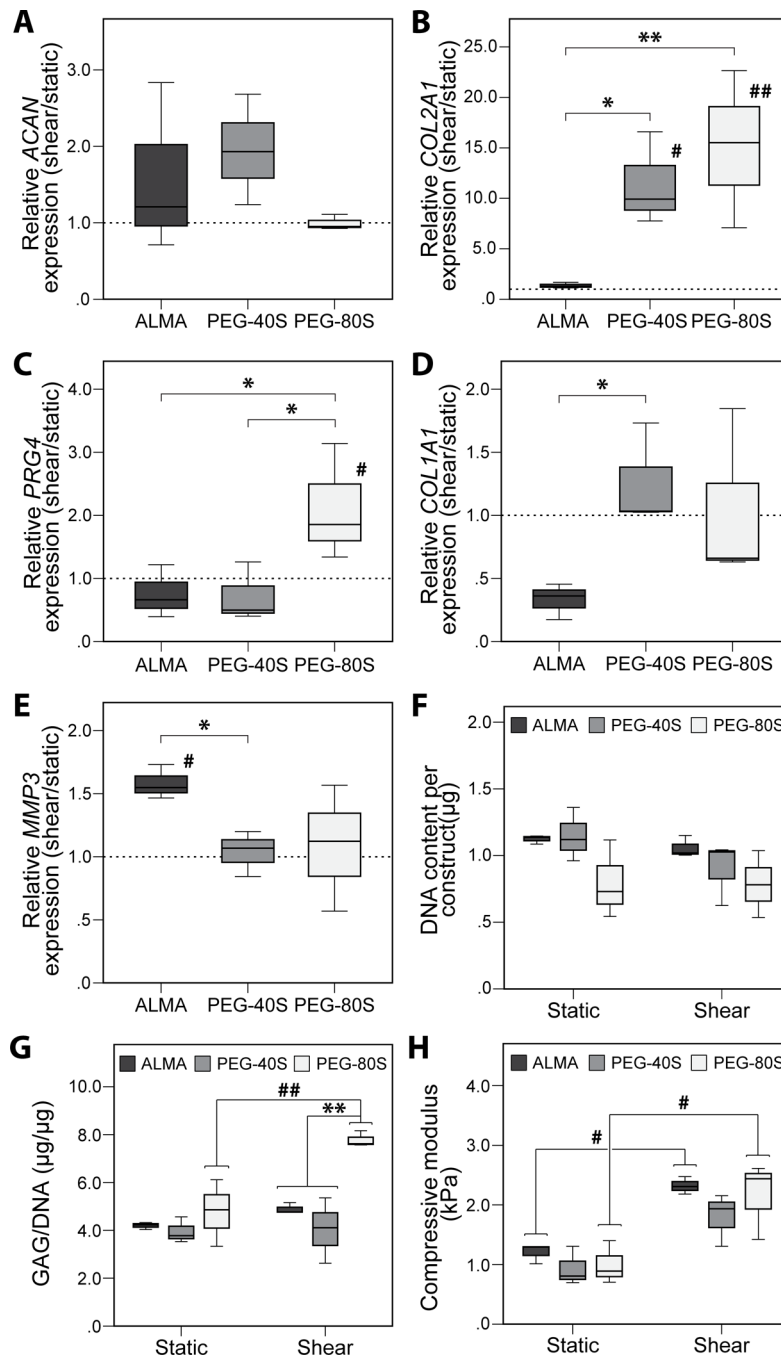 A
Relative ACAN
expression (shear/static)
3.0
2.0
1.0
.0
ALMA PEG-40S PEG-80S
B
Relative COL2A1
expression (shear/static)
25.0
20.0
15.0
10.0
5.0
.0
**
*
#
##
ALMA PEG-40S PEG-80S
C
Relative PRG4
expression (shear/static)
4.0
3.0
2.0
1.0
.0
*
*
#
ALMA PEG-40S PEG-80S
D
Relative COL1A1
expression (shear/static)
2.0
1.5
1.0
.5
.0
*
ALMA PEG-40S PEG-80S
E
Relative MMP3
expression (shear/static)
2.0
1.5
1.0
.5
.0
*
#
ALMA PEG-40S PEG-80S
F
DNA content per
construct(µg)
2.0
1.5
1.0
.5
.0
ALMA PEG-40S PEG-80S
Static Shear
G
GAG/DNA (µg/µg)
10.0
8.0
6.0
4.0
2.0
.0
ALMA PEG-40S PEG-80S
##
**
Static Shear
H
Compressive modulus
(kPa)
4.0
3.0
2.0
1.0
.0
ALMA PEG-40S PEG-80S
#
#
Static Shear